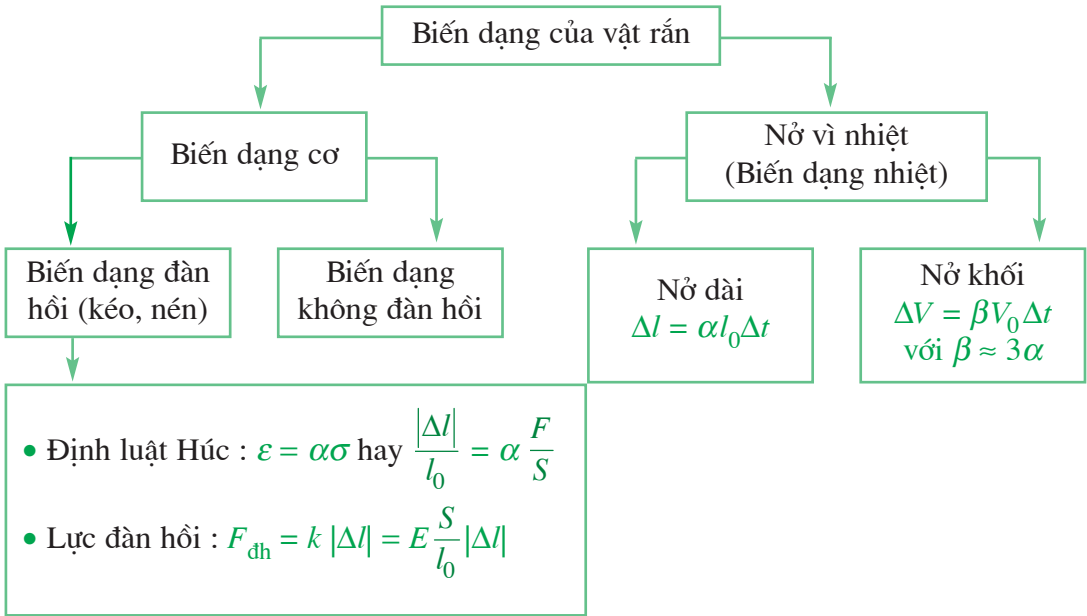 Biến dạng của vật rắn
Biến dạng cơ
Nở vì nhiệt
(Biến dạng nhiệt)
Biến dạng đàn
hồi (kéo, nén)
Biến dạng
không đàn hồi
Nở dài
Δl = αl₀Δt
Nở khối
ΔV = βV₀Δt
với β ≈ 3α
• Định luật Húc : ε = ασ hay |Δl|/l₀ = α F/S
• Lực đàn hồi : Fđh = k |Δl| = E S/l₀ |Δl|